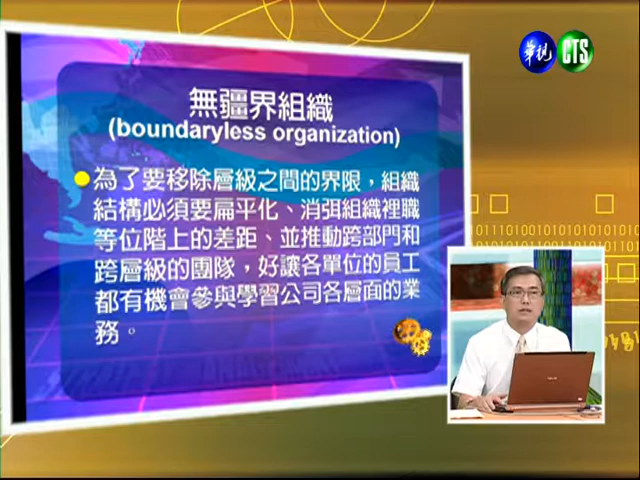 華視 CTS
無疆界組織
(boundaryless organization)
為了要移除層級之間的界限，組織
結構必須要扁平化、消弭組織裡職
等位階上的差距、並推動跨部門和
跨層級的團隊，好讓各單位的員工
都有機會參與學習公司各層面的業
務。